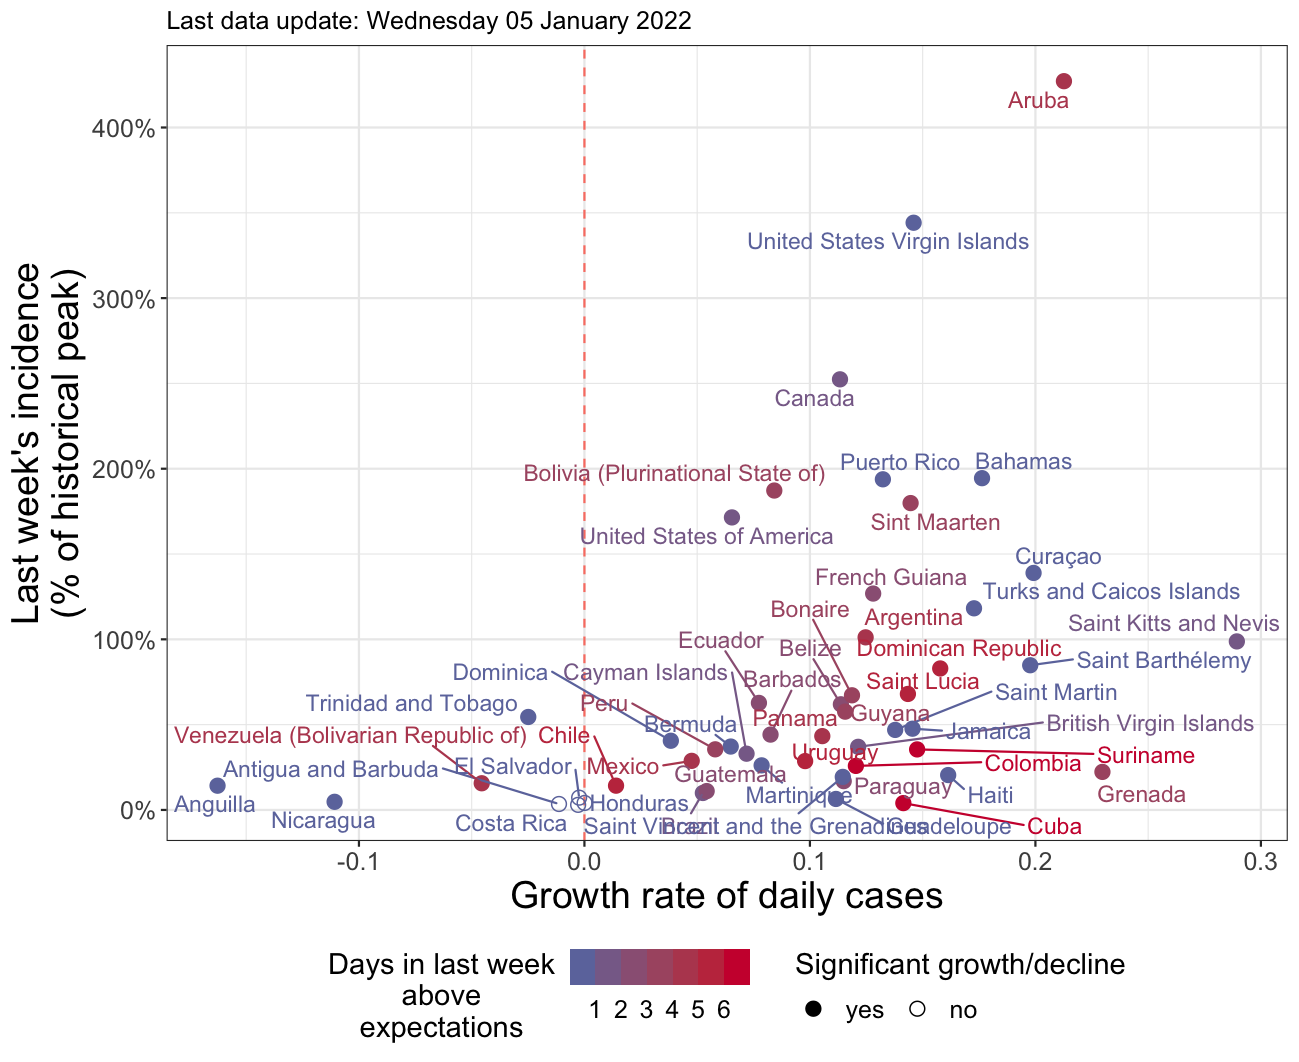 Last data update: Wednesday 05 January 2022
Aruba
400%
United States Virgin Islands
300%
Canada
Puerto Rico
Bahamas
200%
Bolivia (Plurinational State of)
Sint Maarten
United States of America
Curaçao
French Guiana
Turks and Caicos Islands
Bonaire
Argentina
Saint Kitts and Nevis
100%
Ecuador
Belize
Dominican Republic
Saint Barthélemy
Dominica
Cayman Islands
Barbados
Saint Lucia
Saint Martin
Trinidad and Tobago
Peru
Bermuda
Panama
Guyana
British Virgin Islands
Jamaica
Venezuela (Bolivarian Republic of)
Chile
Uruguay
Suriname
Colombia
Antigua and Barbuda
El Salvador
Mexico
Guatemala
Paraguay
Martinique
Haiti
Grenada
Anguilla
Honduras
0%
Nicaragua
Costa Rica
Saint Vincent and the Grenadines
Brazil
Guadeloupe
Cuba
Last week's incidence
(% of historical peak)
-0.1
0.0
0.1
0.2
0.3
Growth rate of daily cases
Days in last week
above
expectations
1 2 3 4 5 6
Significant growth/decline
yes
no